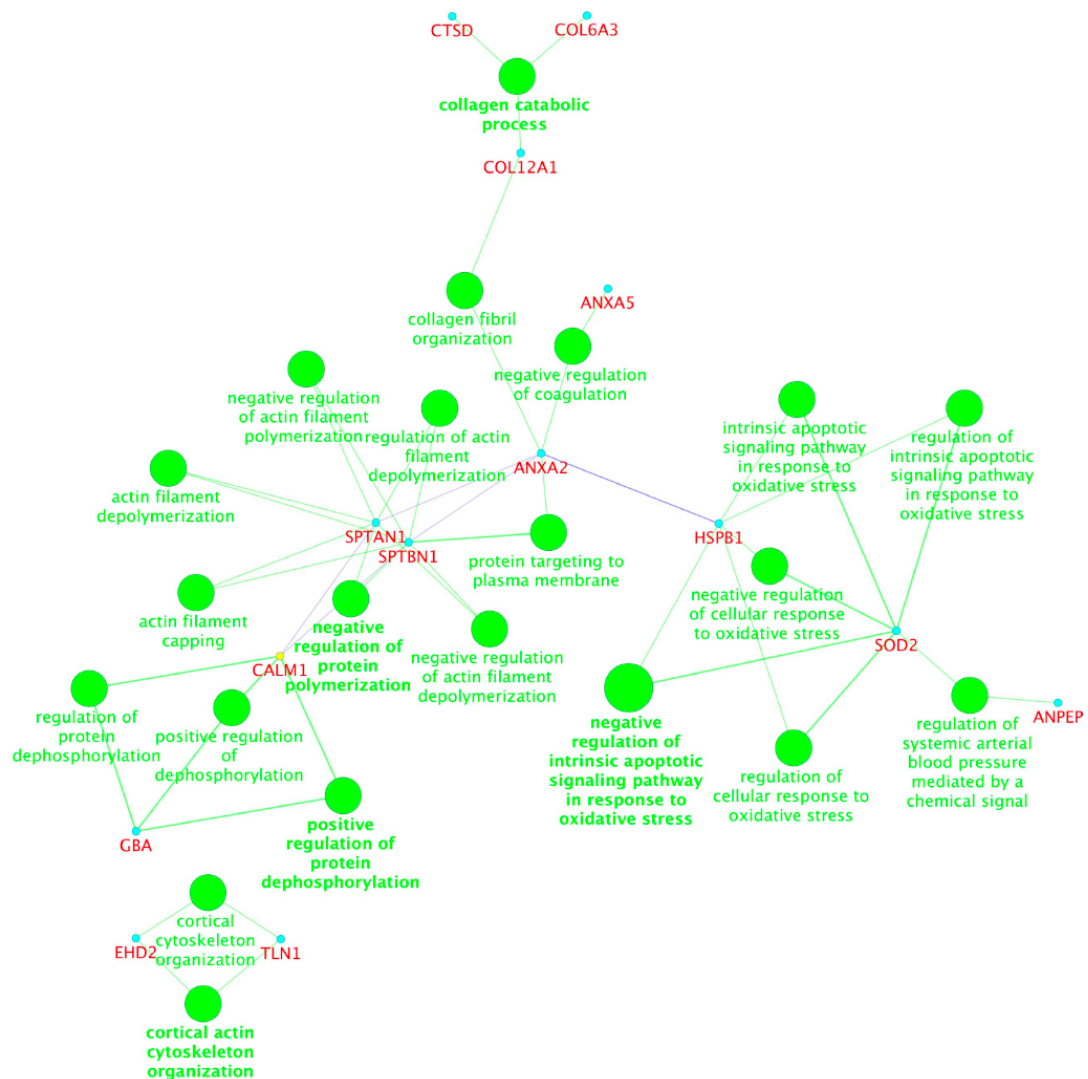 CTSD
COL6A3
collagen catabolic
process
COL12A1
ANXA5
collagen fibril
organization
negative regulation
of coagulation
negative regulation
of actin filament
polymerization
regulation of actin
filament
depolymerization
intrinsic apoptotic
signaling pathway
in response to
oxidative stress
regulation of
intrinsic apoptotic
signaling pathway
in response to
oxidative stress
ANXA2
actin filament
depolymerization
SPTAN1
SPTBN1
HSPB1
protein targeting to
plasma membrane
negative regulation
of cellular response
to oxidative stress
actin filament
capping
negative
regulation of
protein
polymerization
negative regulation
of actin filament
depolymerization
SOD2
CALM1
regulation of
protein
dephosphorylation
positive regulation
of
dephosphorylation
negative
regulation of
intrinsic apoptotic
signaling pathway
in response to
oxidative stress
regulation of
cellular response to
oxidative stress
regulation of
systemic arterial
blood pressure
mediated by a
chemical signal
ANPEP
GBA
positive
regulation of
protein
dephosphorylation
cortical
cytoskeleton
organization
EHD2
TLN1
cortical actin
cytoskeleton
organization